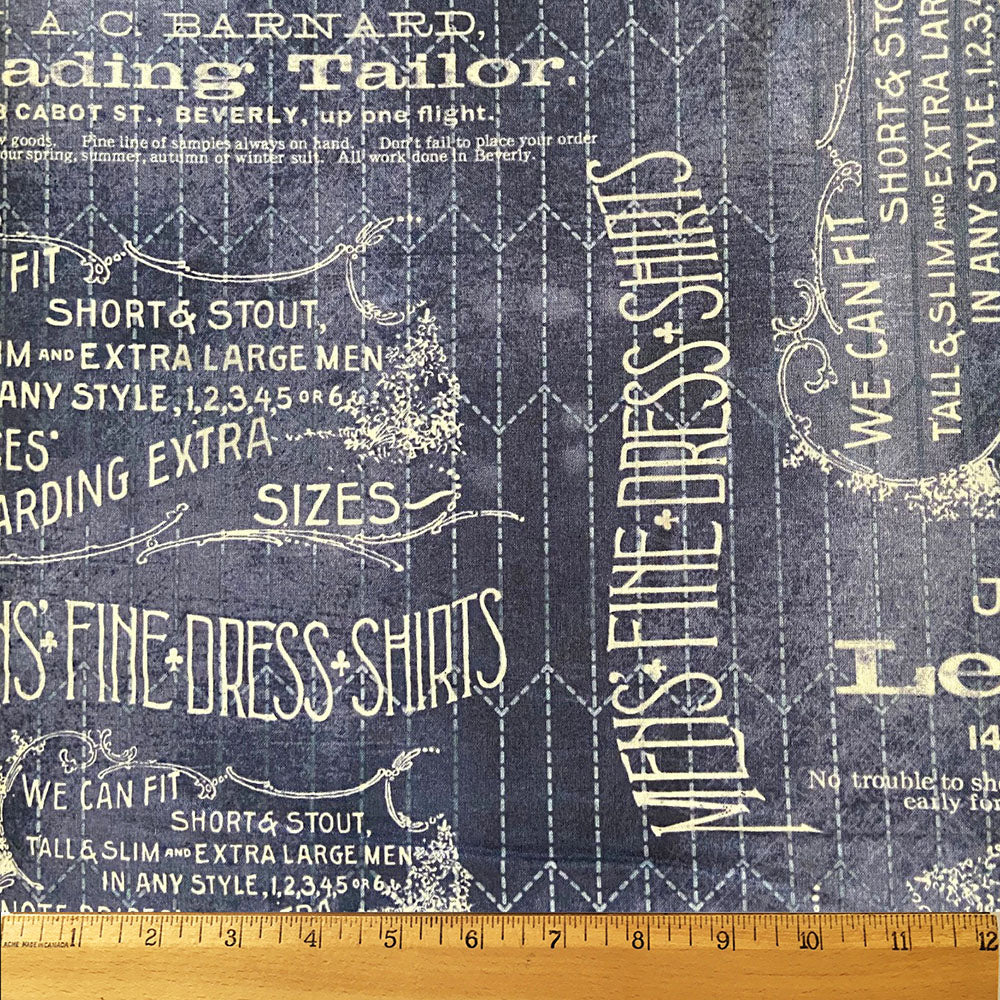 A. C. BARNARD,
ading Tailor.
CABOT ST., BEVERLY, up one flight.
goods. Fine line of samples always on hand. Don't fail to place your order
our spring, summer, autumn or winter suit. All work done in Beverly.
FIT
SHORT & STOUT,
IM AND EXTRA LARGE MEN
ANY STYLE, 1,2,3,4,5 OR 6
CES
ARDING EXTRA
SIZES
NS' FINE DRESS SHIRTS
WE CAN FIT
SHORT & STOUT,
TALL & SLIM AND EXTRA LARGE MEN
IN ANY STYLE, 1,2,3,4,5 OR 6
MENS' FINE DRESS SHIRTS
WE CAN FIT
SHORT & STO
TALL & SLIM AND EXTRA LAR
IN ANY STYLE, 1,2,3,4
J
Le
14
No trouble to sh
early for
ACME MADE IN CANADA
1 2 3 4 5 6 7 8 9 10 11 12